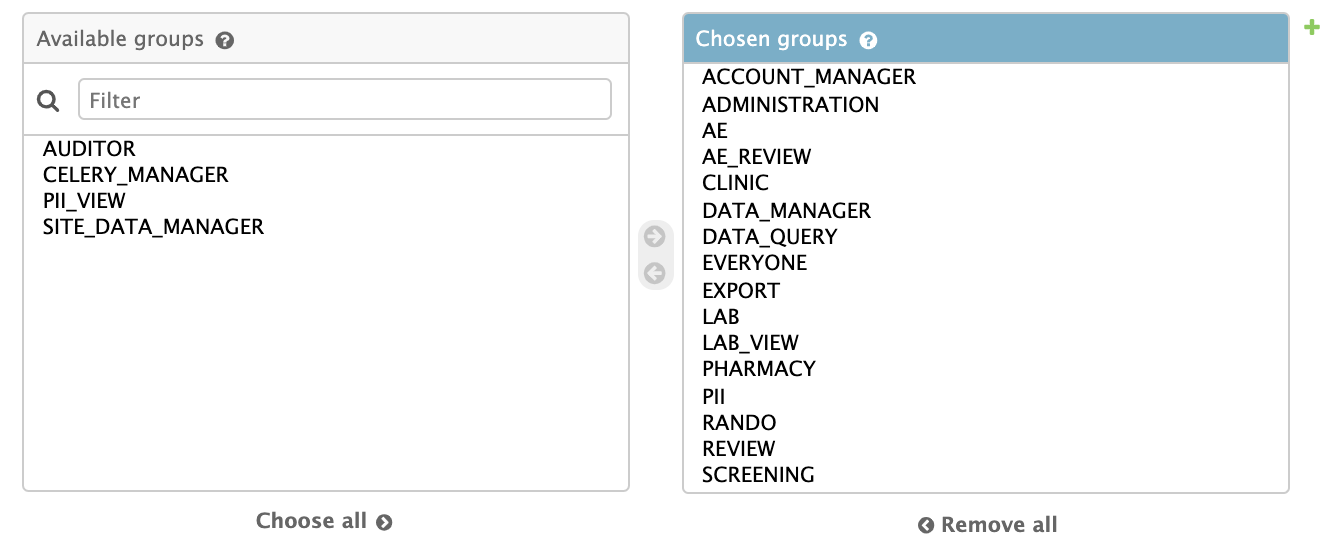 Available groups
Filter
AUDITOR
CELERY_MANAGER
PII_VIEW
SITE_DATA_MANAGER
Choose all
Chosen groups
ACCOUNT_MANAGER
ADMINISTRATION
AE
AE_REVIEW
CLINIC
DATA_MANAGER
DATA_QUERY
EVERYONE
EXPORT
LAB
LAB_VIEW
PHARMACY
PII
RANDO
REVIEW
SCREENING
Remove all